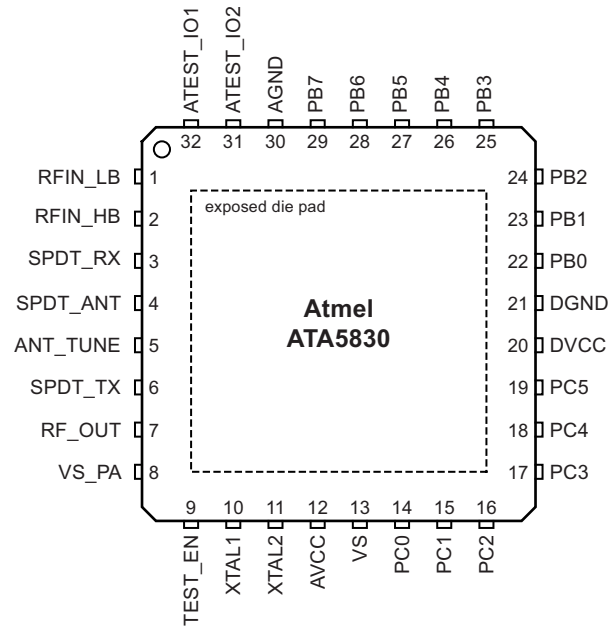 ATEST_IO1
ATEST_IO2
AGND
PB7
PB6
PB5
PB4
PB3
32 31 30 29 28 27 26 25
RFIN_LB 1
RFIN_HB 2
SPDT_RX 3
SPDT_ANT 4
ANT_TUNE 5
SPDT_TX 6
RF_OUT 7
VS_PA 8
exposed die pad
Atmel
ATA5830
24 PB2
23 PB1
22 PB0
21 DGND
20 DVCC
19 PC5
18 PC4
17 PC3
9 10 11 12 13 14 15 16
TEST_EN
XTAL1
XTAL2
AVCC
VS
PC0
PC1
PC2